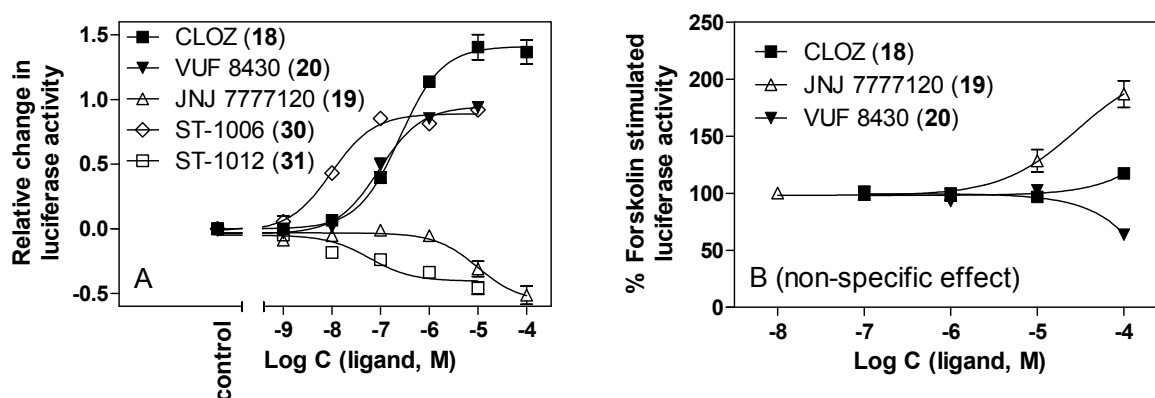 Relative change in
luciferase activity
1.5
1.0
0.5
0.0
-0.5
CLOZ (18)
VUF 8430 (20)
JNJ 7777120 (19)
ST-1006 (30)
ST-1012 (31)
A
control
-9 -8 -7 -6 -5 -4
Log C (ligand, M)
% Forskolin stimulated
luciferase activity
250
200
150
100
50
0
CLOZ (18)
JNJ 7777120 (19)
VUF 8430 (20)
B (non-specific effect)
-8 -7 -6 -5 -4
Log C (ligand, M)